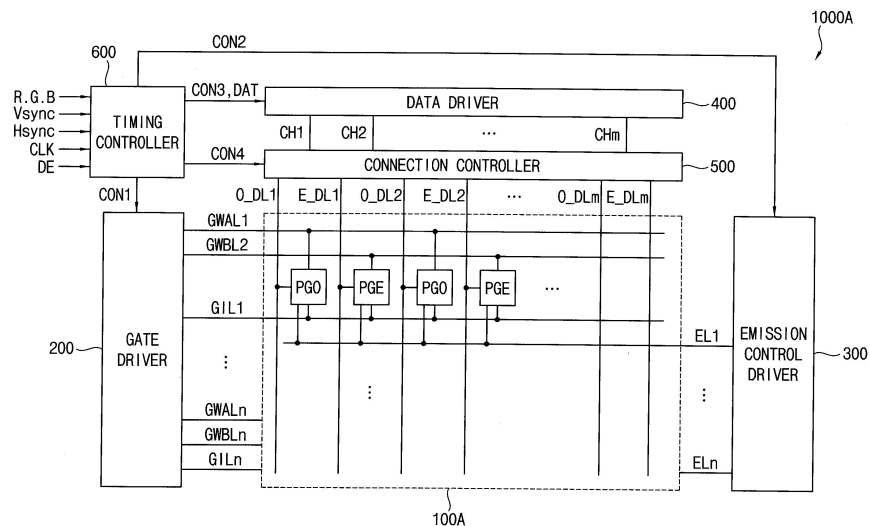 1000A
CON2
600
R.G.B
Vsync
Hsync
CLK
DE
TIMING
CONTROLLER
CON3,DAT
DATA DRIVER
400
CH1
CH2
...
CHm
CON4
CONNECTION CONTROLLER
500
CON1
O_DL1
E_DL1
O_DL2
E_DL2
...
O_DLm
E_DLm
GWAL1
GWBL2
PGO
PGE
PGO
PGE
...
GIL1
200
GATE
DRIVER
EL1
EMISSION
CONTROL
DRIVER
300
GWALn
GWBLn
GILn
ELn
100A